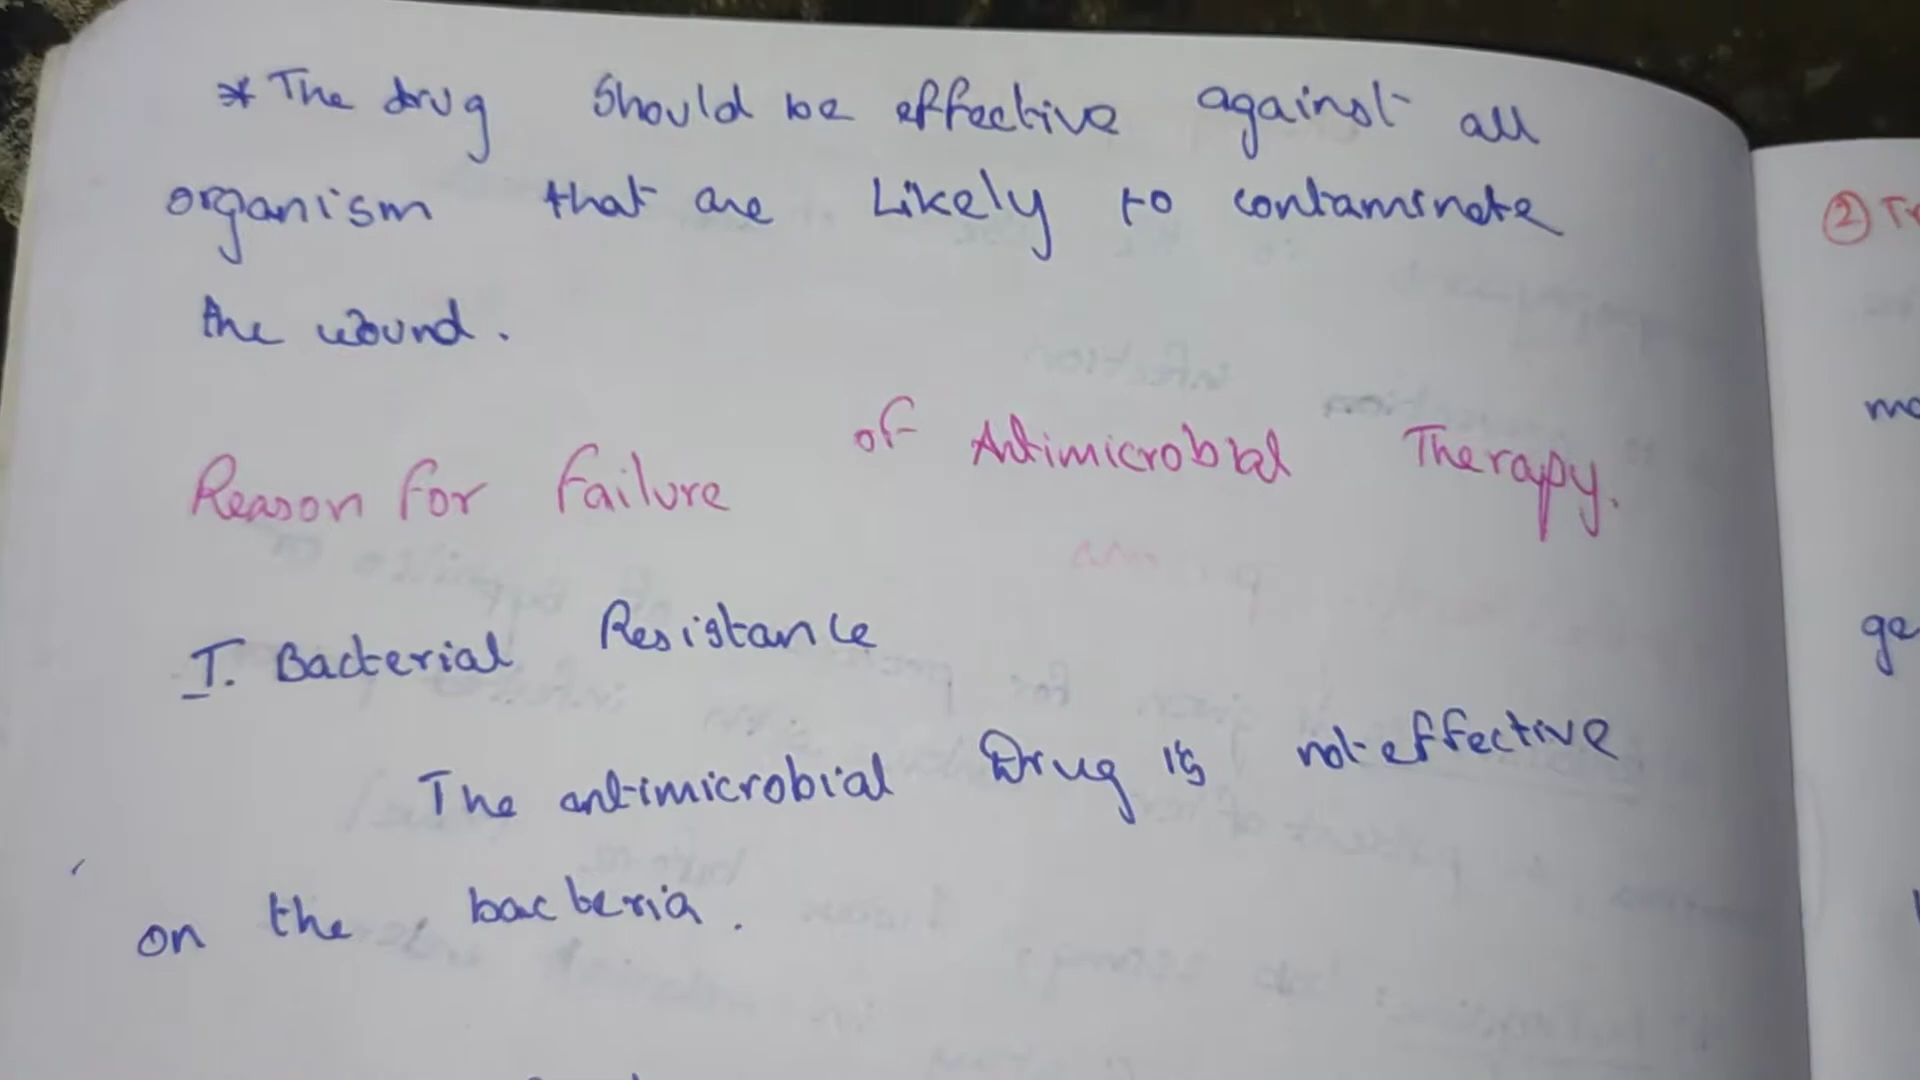 * The drug should be effective against all
organism that are Likely to contaminate
the wound.
Reason for Failure of Antimicrobial Therapy.
I. Bacterial Resistance
The antimicrobial Drug is not effective
on the bacteria.
②